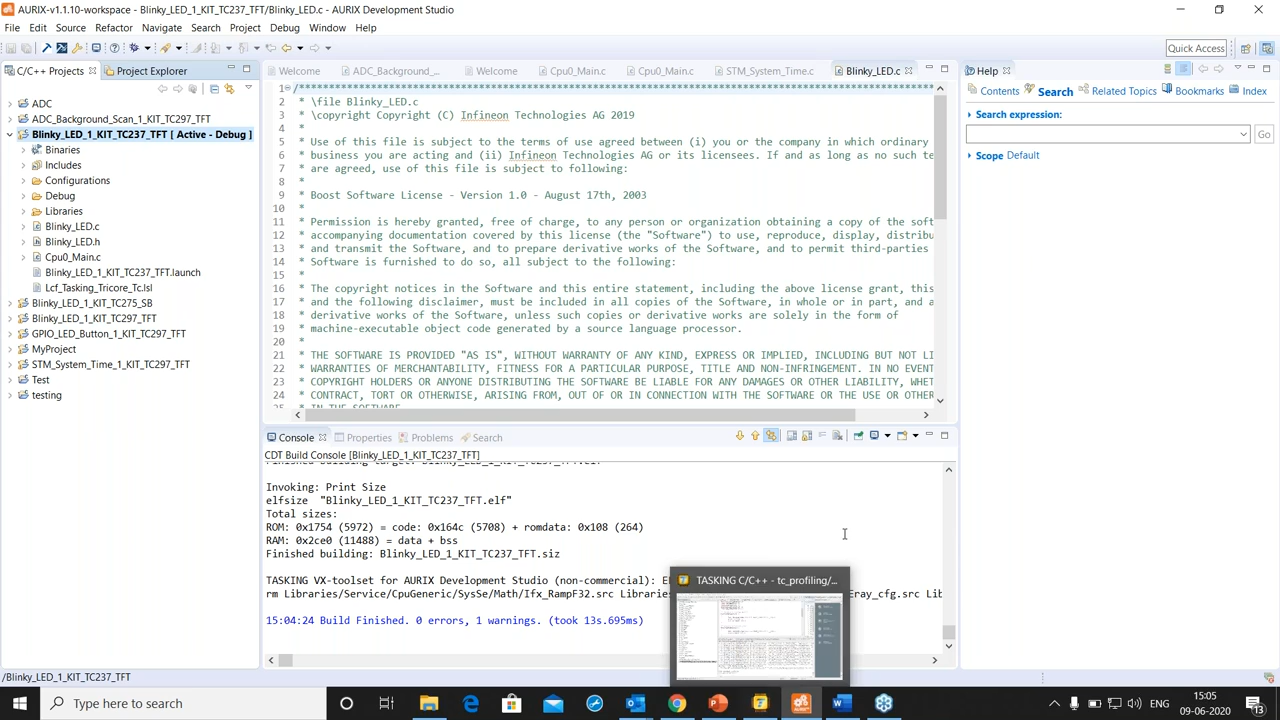 AURIX-v1.1.10-workspace - Blinky_LED_1_KIT_TC237_TFT/Blinky_LED.c - AURIX Development Studio
File Edit Source Refactor Navigate Search Project Debug Window Help
Quick Access
C/C++ Projects Project Explorer
ADC
ADC_Background_Scan_1_KIT_TC297_TFT
Blinky_LED_1_KIT_TC237_TFT [ Active - Debug ]
Binaries
Includes
Configurations
Debug
Libraries
Blinky_LED.c
Blinky_LED.h
Cpu0_Main.c
Blinky_LED_1_KIT_TC237_TFT.launch
Lcf_Tasking_Tricore_Tc.lsl
Blinky_LED_1_KIT_TC275_SB
Blinky_LED_1_KIT_TC297_TFT
GPIO_LED_Button_1_KIT_TC297_TFT
MyProject
STM_System_Time_1_KIT_TC297_TFT
Test
testing
Welcome ADC_Background_... Welcome Cpu0_Main.c Cpu0_Main.c STM_System_Time.c Blinky_LED.c
1 /**********************************************************************
2 * \file Blinky_LED.c
3 * \copyright Copyright (C) Infineon Technologies AG 2019
4 *
5 * Use of this file is subject to the terms of use agreed between (i) you or the company in which ordinary
6 * business you are acting and (ii) Infineon Technologies AG or its licensees. If and as long as no such te
7 * are agreed, use of this file is subject to following:
8 *
9 * Boost Software License - Version 1.0 - August 17th, 2003
10 *
11 * Permission is hereby granted, free of charge, to any person or organization obtaining a copy of the soft
12 * accompanying documentation covered by this license (the "Software") to use, reproduce, display, distribu
13 * and transmit the Software, and to prepare derivative works of the Software, and to permit third-parties
14 * Software is furnished to do so, all subject to the following:
15 *
16 * The copyright notices in the Software and this entire statement, including the above license grant, this
17 * and the following disclaimer, must be included in all copies of the Software, in whole or in part, and a
18 * derivative works of the Software, unless such copies or derivative works are solely in the form of
19 * machine-executable object code generated by a source language processor.
20 *
21 * THE SOFTWARE IS PROVIDED "AS IS", WITHOUT WARRANTY OF ANY KIND, EXPRESS OR IMPLIED, INCLUDING BUT NOT LI
22 * WARRANTIES OF MERCHANTABILITY, FITNESS FOR A PARTICULAR PURPOSE, TITLE AND NON-INFRINGEMENT. IN NO EVENT
23 * COPYRIGHT HOLDERS OR ANYONE DISTRIBUTING THE SOFTWARE BE LIABLE FOR ANY DAMAGES OR OTHER LIABILITY, WHET
24 * CONTRACT, TORT OR OTHERWISE, ARISING FROM, OUT OF OR IN CONNECTION WITH THE SOFTWARE OR THE USE OR OTHER
25 * IN THE SOFTWARE.
Help
Contents Search Related Topics Bookmarks Index
Search expression:
Go
Scope Default
Console Properties Problems Search
CDT Build Console [Blinky_LED_1_KIT_TC237_TFT]
Finished building target: Blinky_LED_1_KIT_TC237_TFT.elf
Invoking: Print Size
elfsize "Blinky_LED_1_KIT_TC237_TFT.elf"
Total sizes:
ROM: 0x1754 (5972) = code: 0x164c (5708) + romdata: 0x108 (264)
RAM: 0x2ce0 (11488) = data + bss
Finished building: Blinky_LED_1_KIT_TC237_TFT.siz
TASKING VX-toolset for AURIX Development Studio (non-commercial):
rm Libraries/Service/CpuGeneric/SysSe/Math/Ifx_RampF32.src Eray_cfg.src Lib
15:04:24 Build Finished. 0 errors, warnings. (took 13s.695ms)
TASKING C/C++ - tc_profiling/...
/Blinky_LED_1_KIT_TC237_TFT
Type here to search
ENG
15:05
09-06-2020
13